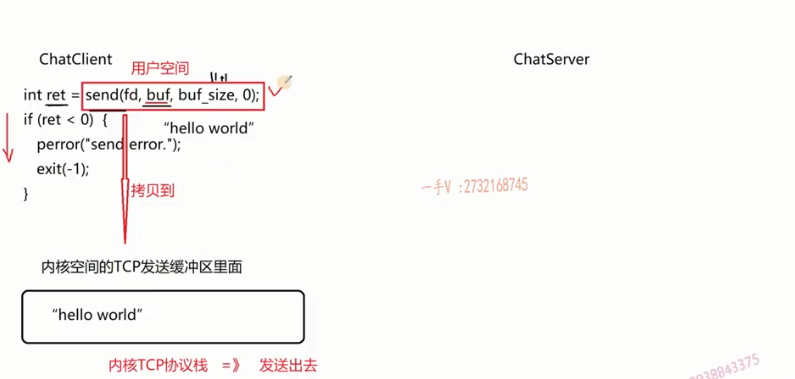 ChatClient
ChatServer
用户空间
int ret = send(fd, buf, buf_size, 0);
if (ret < 0) {
“hello world”
perror("send error.");
exit(-1);
}
拷贝到
一手V :2732168745
内核空间的TCP发送缓冲区里面
“hello world”
内核TCP协议栈 =》 发送出去